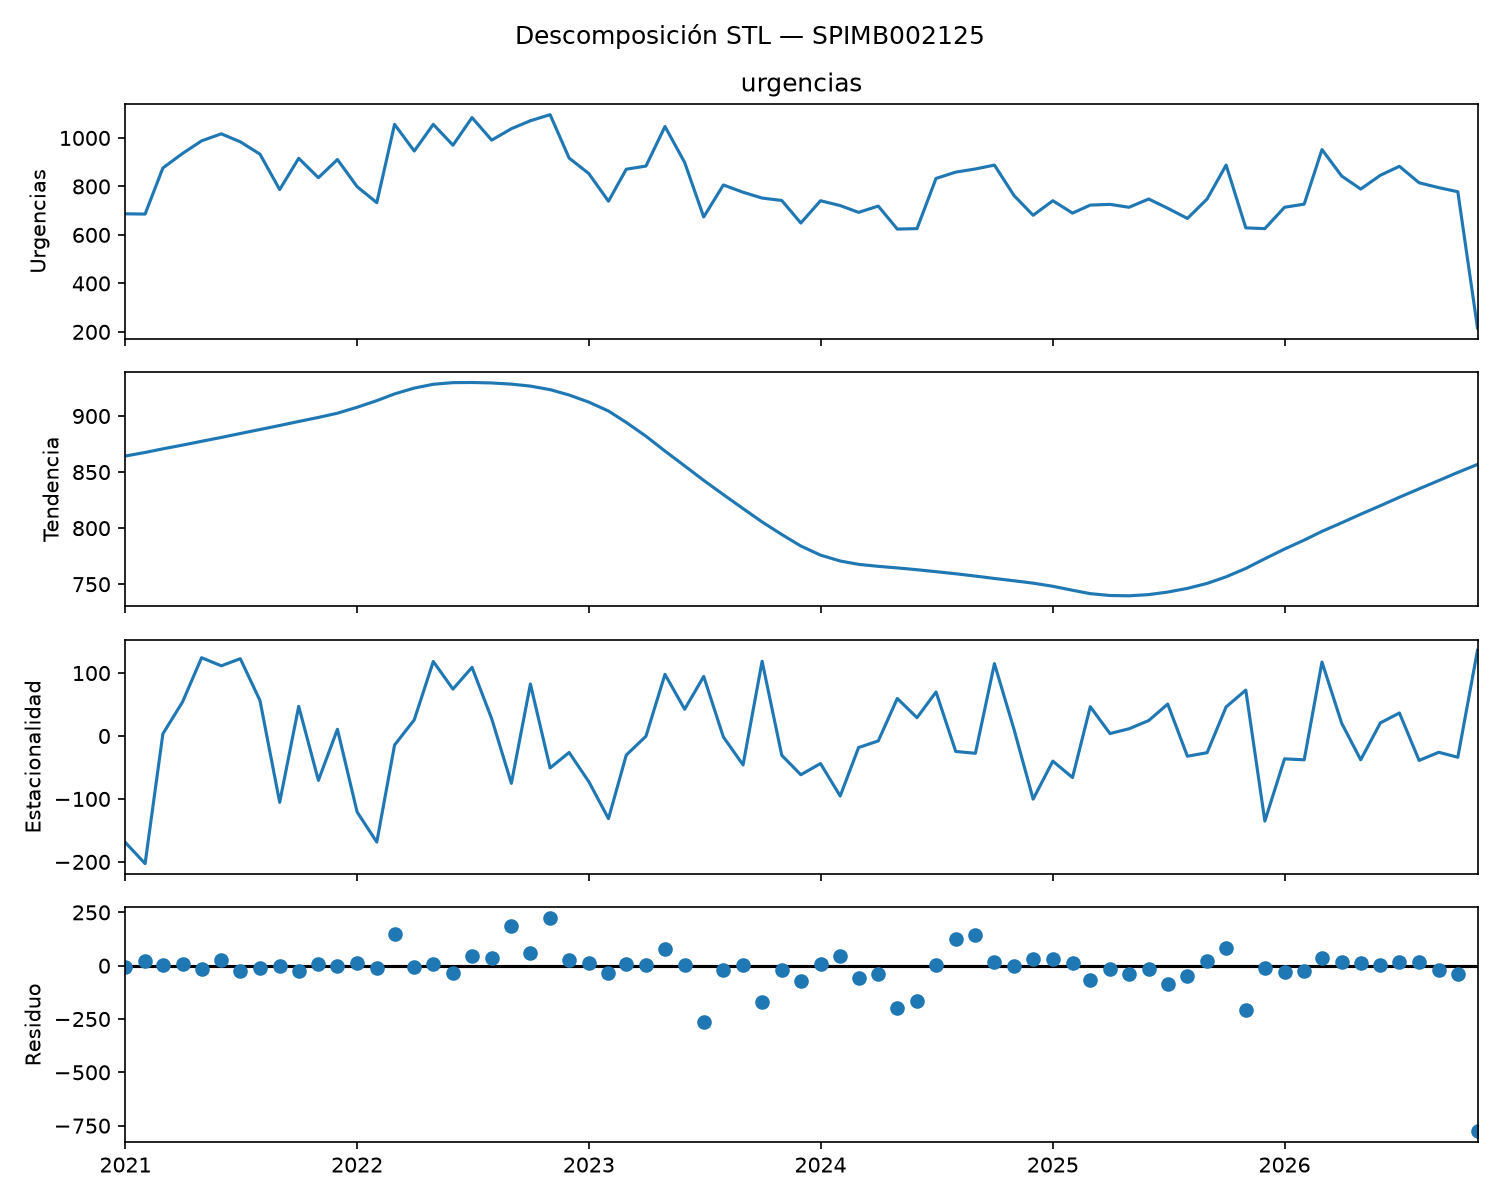 Descomposición STL — SPIMB002125
urgencias
Urgencias
1000
800
600
400
200
Tendencia
900
850
800
750
Estacionalidad
100
0
−100
−200
Residuo
250
0
−250
−500
−750
2021 2022 2023 2024 2025 2026